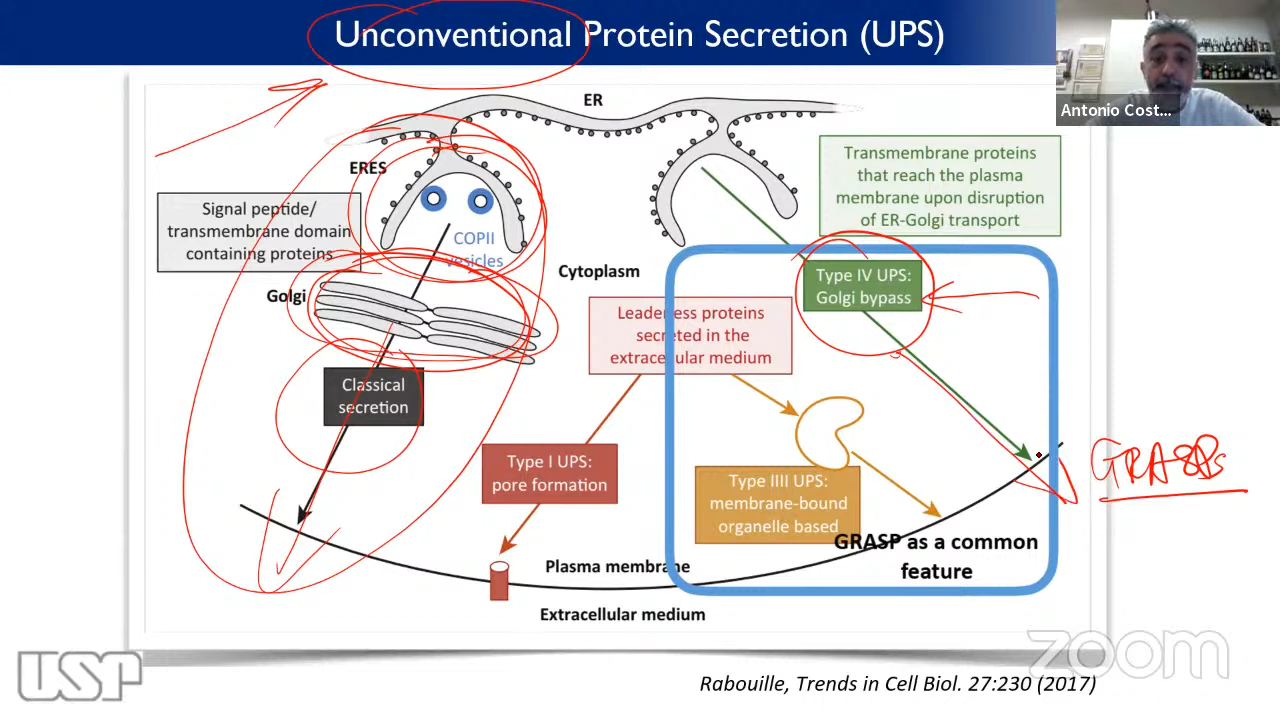 Unconventional Protein Secretion (UPS)
Antonio Cost...
ER
ERES
Signal peptide/
transmembrane domain
containing proteins
COPII
vesicles
Transmembrane proteins
that reach the plasma
membrane upon disruption
of ER-Golgi transport
Cytoplasm
Golgi
Type IV UPS:
Golgi bypass
Leaderless proteins
secreted in the
extracellular medium
Classical
secretion
Type I UPS:
pore formation
Type IIII UPS:
membrane-bound
organelle based
GRASPs
GRASP as a common
feature
Plasma membrane
Extracellular medium
zoom
USP
Rabouille, Trends in Cell Biol. 27:230 (2017)